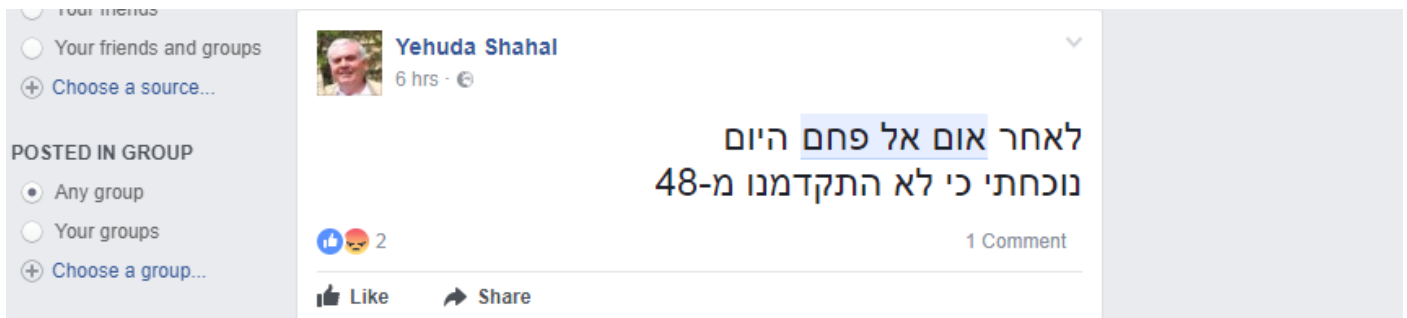 Your friends
Your friends and groups
Choose a source...
POSTED IN GROUP
Any group
Your groups
Choose a group...
Yehuda Shahal
6 hrs ·
לאחר אום אל פחם היום
נוכחתי כי לא התקדמנו מ-48
2
1 Comment
Like Share